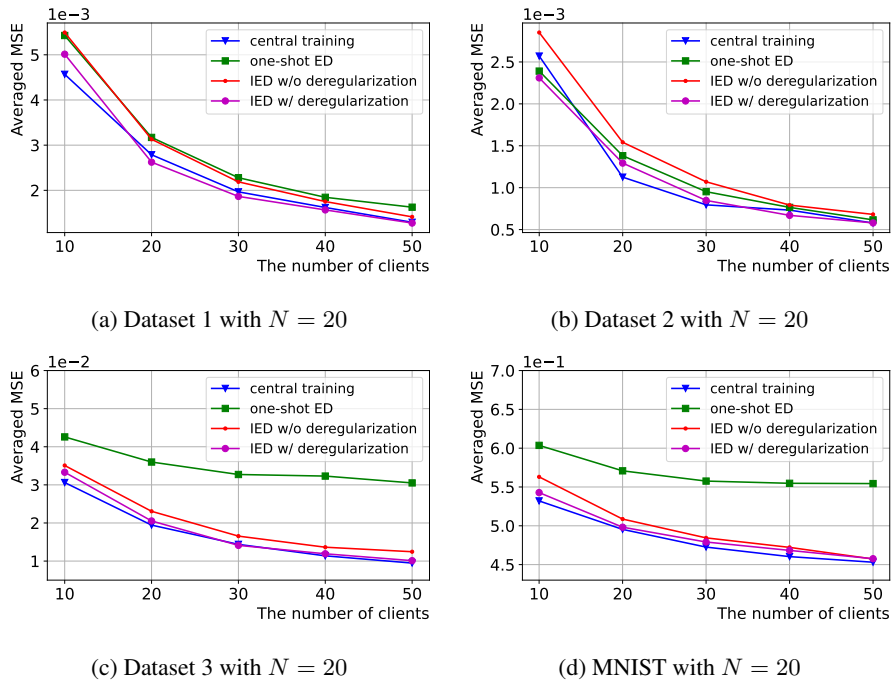 1e−3
Averaged MSE
5
4
3
2
central training
one-shot ED
IED w/o deregularization
IED w/ deregularization
10 20 30 40 50
The number of clients
(a) Dataset 1 with N = 20
1e−3
Averaged MSE
2.5
2.0
1.5
1.0
0.5
central training
one-shot ED
IED w/o deregularization
IED w/ deregularization
10 20 30 40 50
The number of clients
(b) Dataset 2 with N = 20
1e−2
Averaged MSE
6
5
4
3
2
1
central training
one-shot ED
IED w/o deregularization
IED w/ deregularization
10 20 30 40 50
The number of clients
(c) Dataset 3 with N = 20
1e−1
Averaged MSE
7.0
6.5
6.0
5.5
5.0
4.5
central training
one-shot ED
IED w/o deregularization
IED w/ deregularization
10 20 30 40 50
The number of clients
(d) MNIST with N = 20